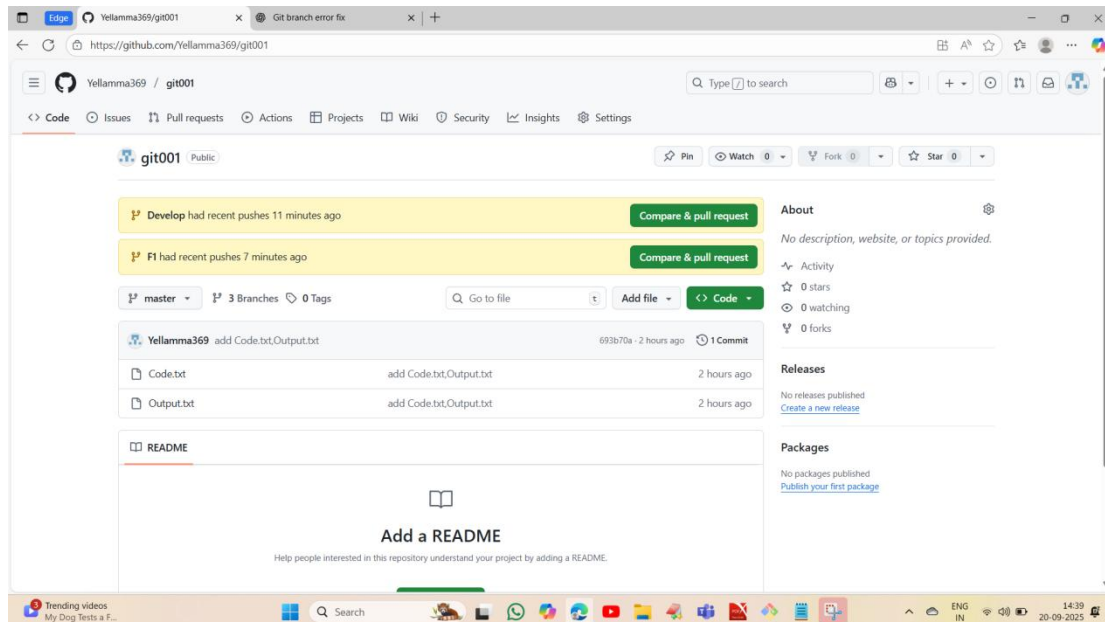 Edge Yellamma369/git001 Git branch error fix
https://github.com/Yellamma369/git001
Yellamma369 / git001 Type / to search
Code Issues Pull requests Actions Projects Wiki Security Insights Settings
git001 Public Pin Watch 0 Fork 0 Star 0
Develop had recent pushes 11 minutes ago Compare & pull request
F1 had recent pushes 7 minutes ago Compare & pull request
master 3 Branches 0 Tags Go to file t Add file Code
Yellamma369 add Code.txt,Output.txt 693b70a · 2 hours ago 1 Commit
Code.txt add Code.txt,Output.txt 2 hours ago
Output.txt add Code.txt,Output.txt 2 hours ago
README
Add a README
Help people interested in this repository understand your project by adding a README.
About
No description, website, or topics provided.
Activity
0 stars
0 watching
0 forks
Releases
No releases published
Create a new release
Packages
No packages published
Publish your first package
3 Trending videos
My Dog Tests a F...
Search
ENG
IN
14:39
20-09-2025